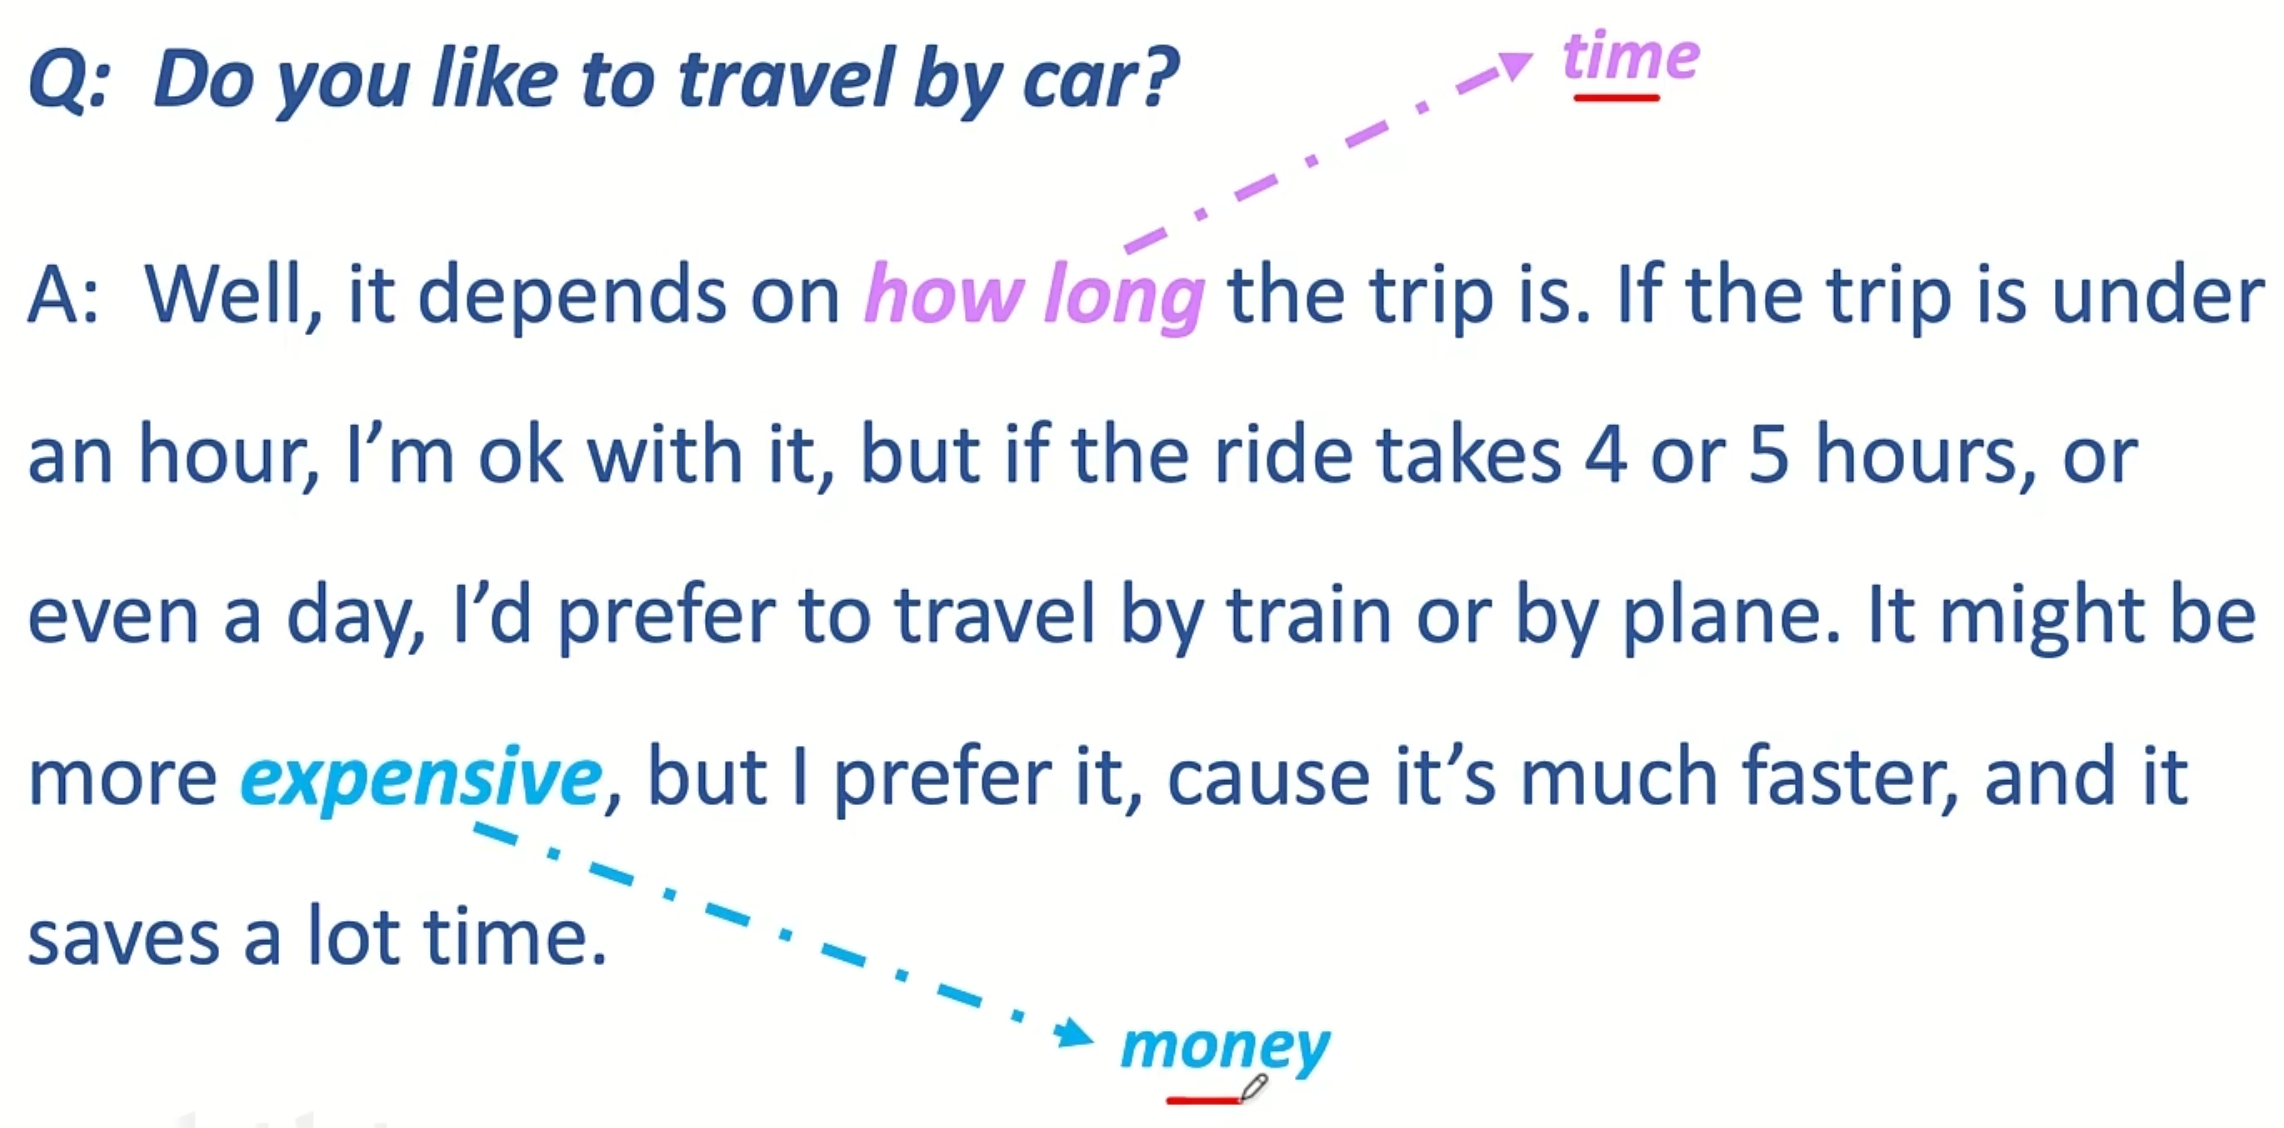 Q: Do you like to travel by car?
time
A: Well, it depends on how long the trip is. If the trip is under
an hour, I'm ok with it, but if the ride takes 4 or 5 hours, or
even a day, I'd prefer to travel by train or by plane. It might be
more expensive, but I prefer it, cause it's much faster, and it
saves a lot time.
money